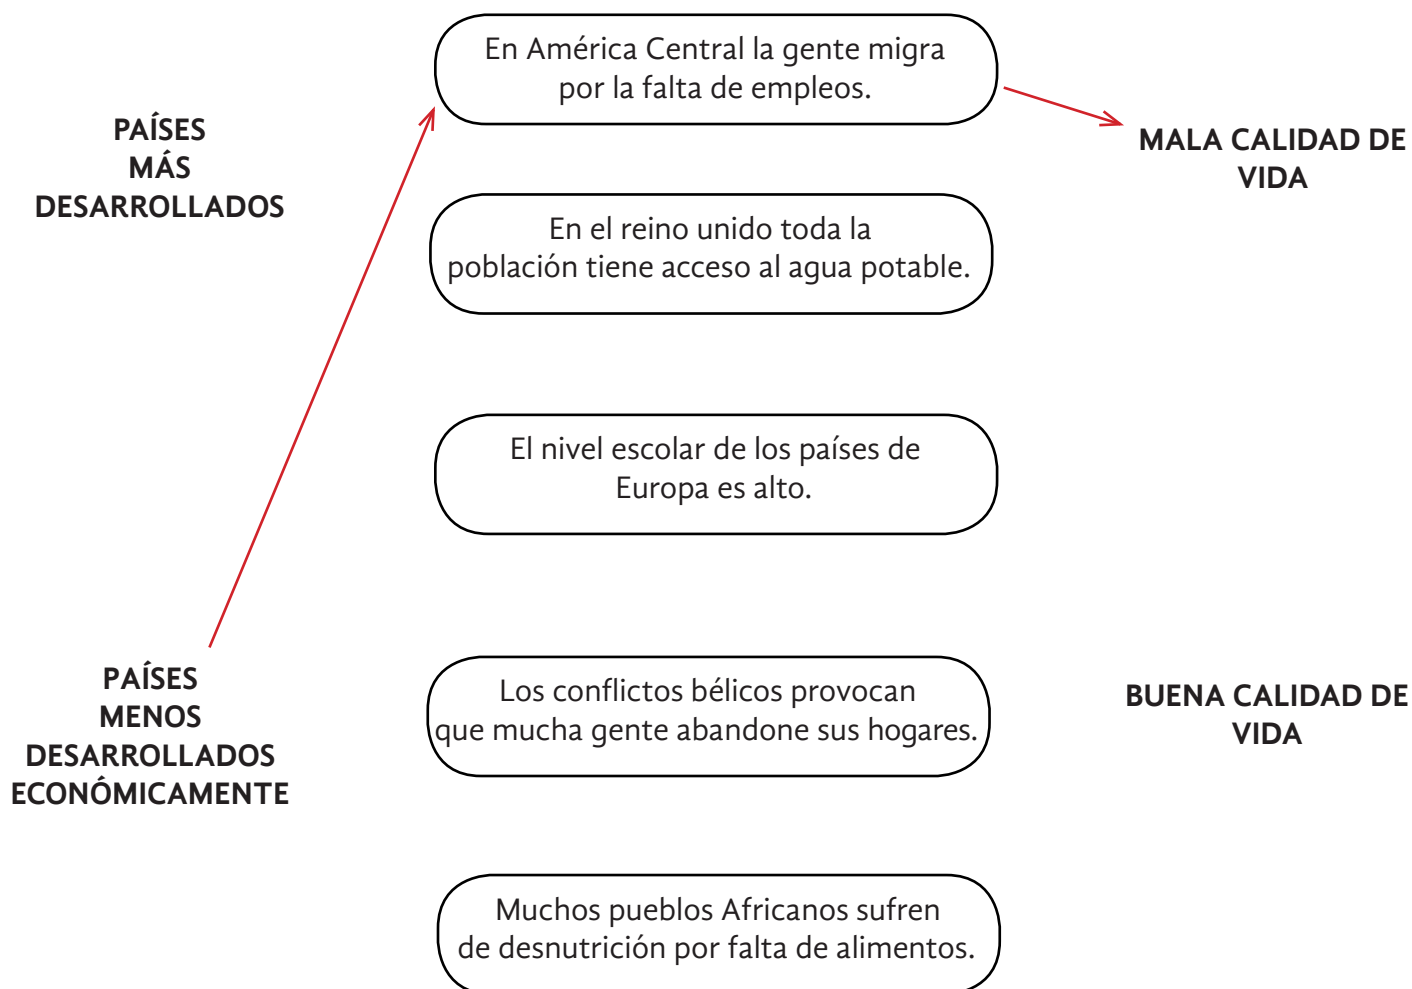 En América Central la gente migra
por la falta de empleos.
PAÍSES
MÁS
DESARROLLADOS
MALA CALIDAD DE
VIDA
En el reino unido toda la
población tiene acceso al agua potable.
El nivel escolar de los países de
Europa es alto.
PAÍSES
MENOS
DESARROLLADOS
ECONÓMICAMENTE
Los conflictos bélicos provocan
que mucha gente abandone sus hogares.
BUENA CALIDAD DE
VIDA
Muchos pueblos Africanos sufren
de desnutrición por falta de alimentos.